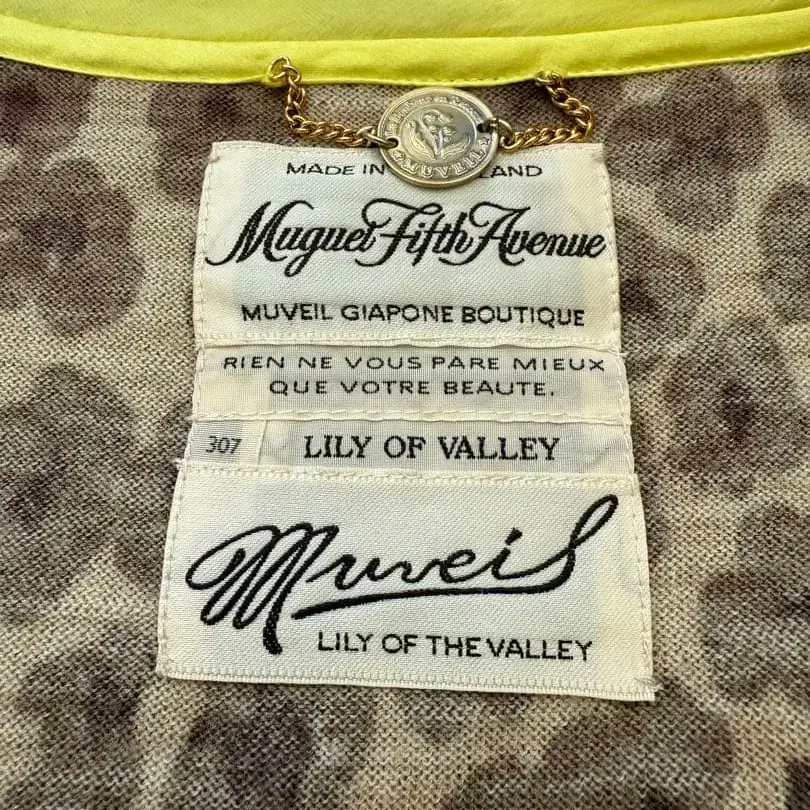 MUVEIL
MADE IN LAND
Muguet Fifth Avenue
MUVEIL GIAPONE BOUTIQUE
RIEN NE VOUS PARE MIEUX
QUE VOTRE BEAUTE.
307 LILY OF VALLEY
Muveil
LILY OF THE VALLEY